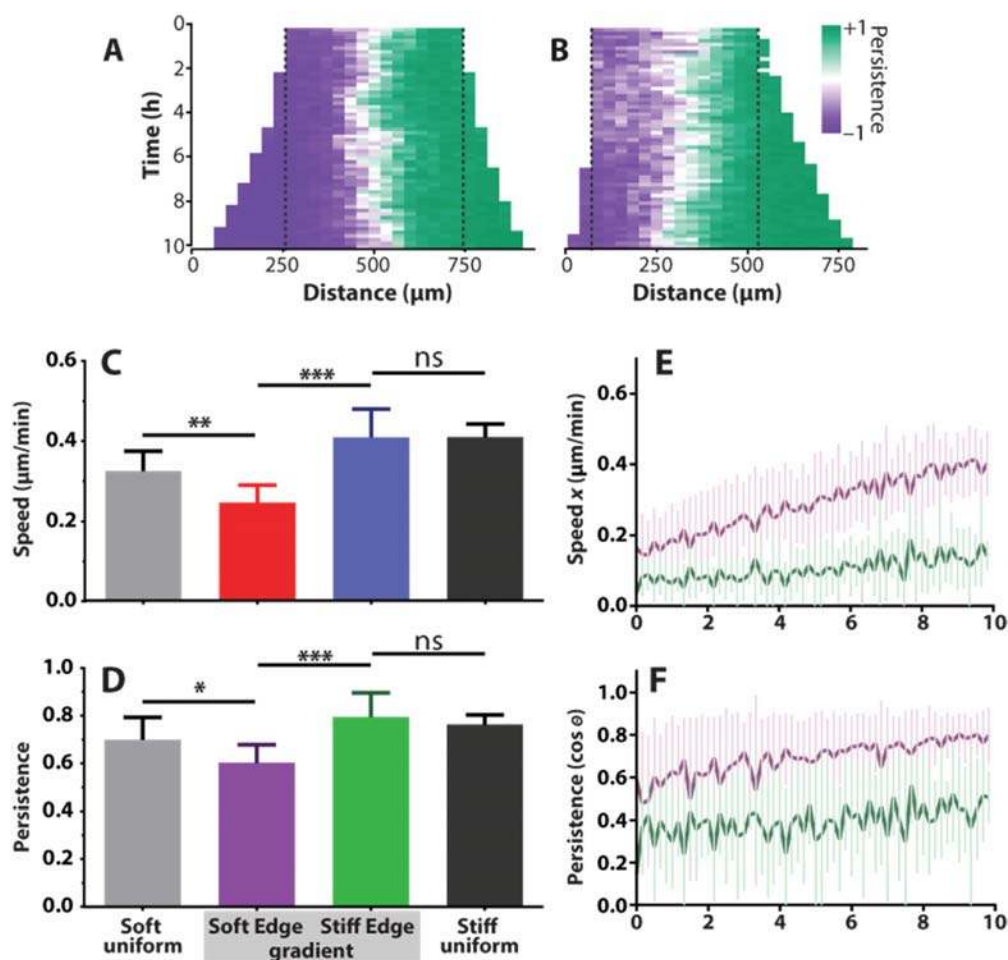 A
B
Time (h)
0
2
4
6
8
10
0
250
500
750
Distance (μm)
0
250
500
750
Distance (μm)
+1
−1
Persistence
C
Speed (μm/min)
0.6
0.4
0.2
0.0
**
***
ns
D
Persistence
1.0
0.8
0.6
0.4
0.2
0.0
*
***
ns
Soft uniform
Soft Edge
Stiff Edge
gradient
Stiff uniform
E
Speed x (μm/min)
0.6
0.4
0.2
0.0
0 2 4 6 8 10
F
Persistence (cos ө)
1.0
0.8
0.6
0.4
0.2
0.0
0 2 4 6 8 10